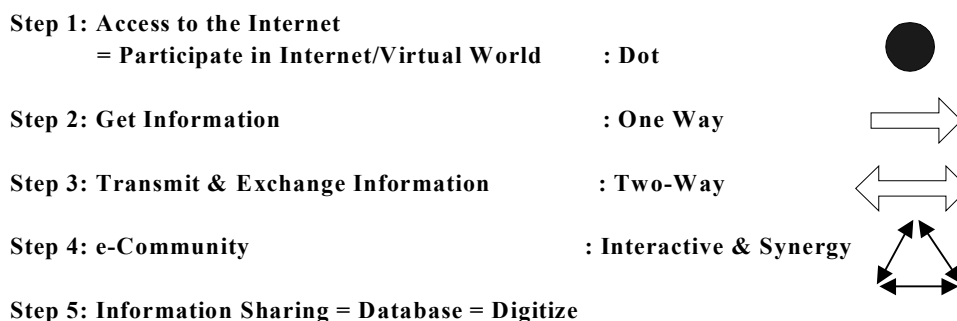 Step 1: Access to the Internet
= Participate in Internet/Virtual World : Dot
Step 2: Get Information : One Way
Step 3: Transmit & Exchange Information : Two-Way
Step 4: e-Community : Interactive & Synergy
Step 5: Information Sharing = Database = Digitize